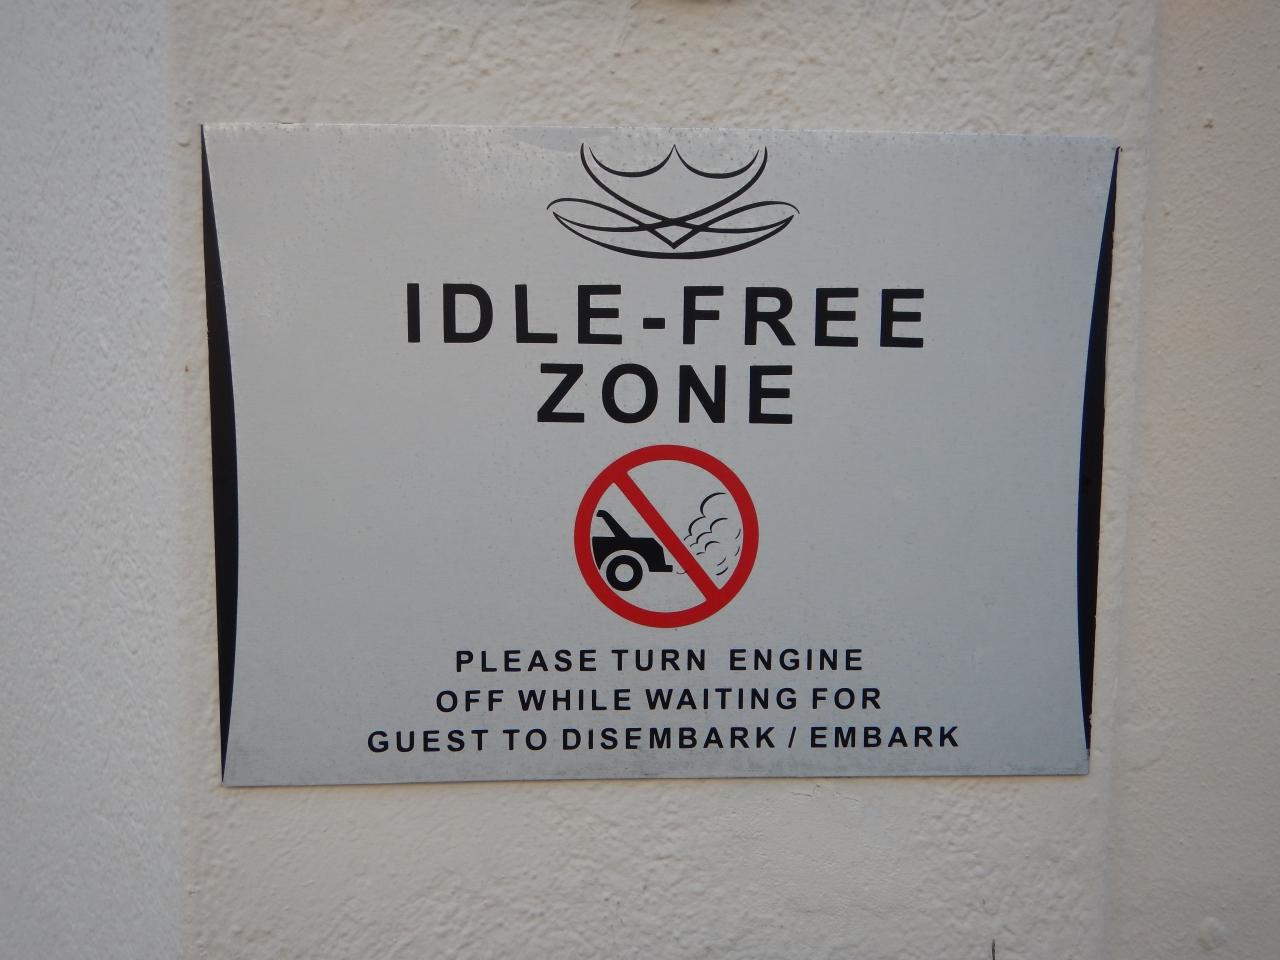 IDLE-FREE
ZONE
PLEASE TURN ENGINE
OFF WHILE WAITING FOR
GUEST TO DISEMBARK / EMBARK